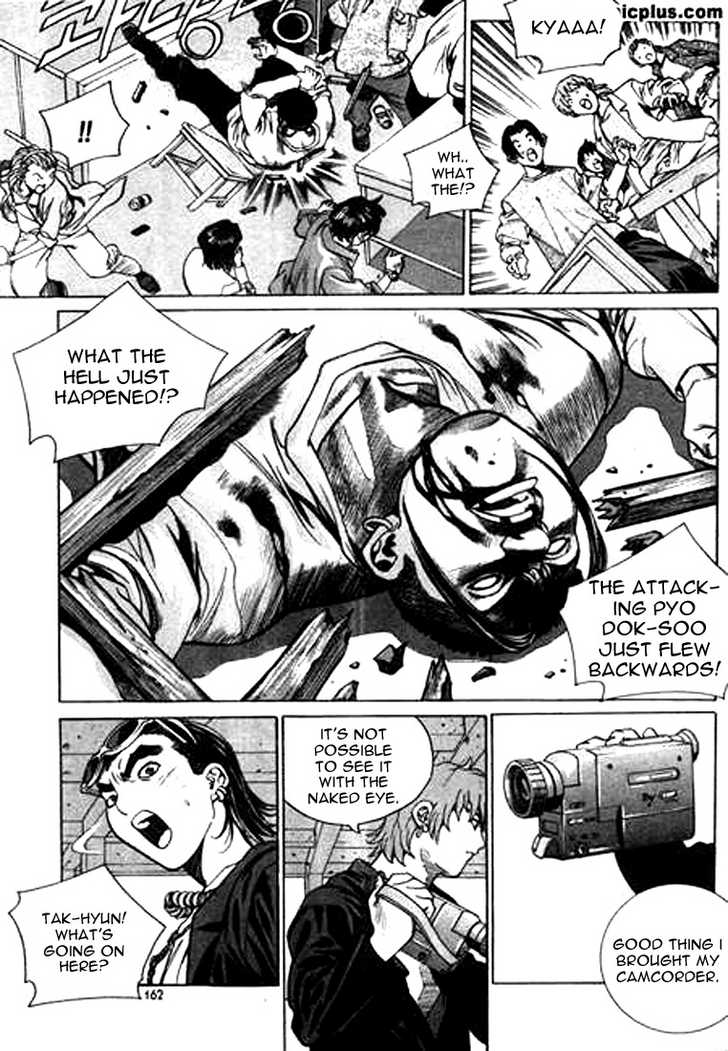 콰다
icplus.com
KYAAA!
!!
WH..
WHAT
THE!?
WHAT THE
HELL JUST
HAPPENED!?
THE ATTACK-
ING PYO
DOK-SOO
JUST FLEW
BACKWARDS!
IT'S NOT
POSSIBLE
TO SEE IT
WITH THE
NAKED EYE.
TAK-HYUN!
WHAT'S
GOING ON
HERE?
GOOD THING I
BROUGHT MY
CAMCORDER.
162